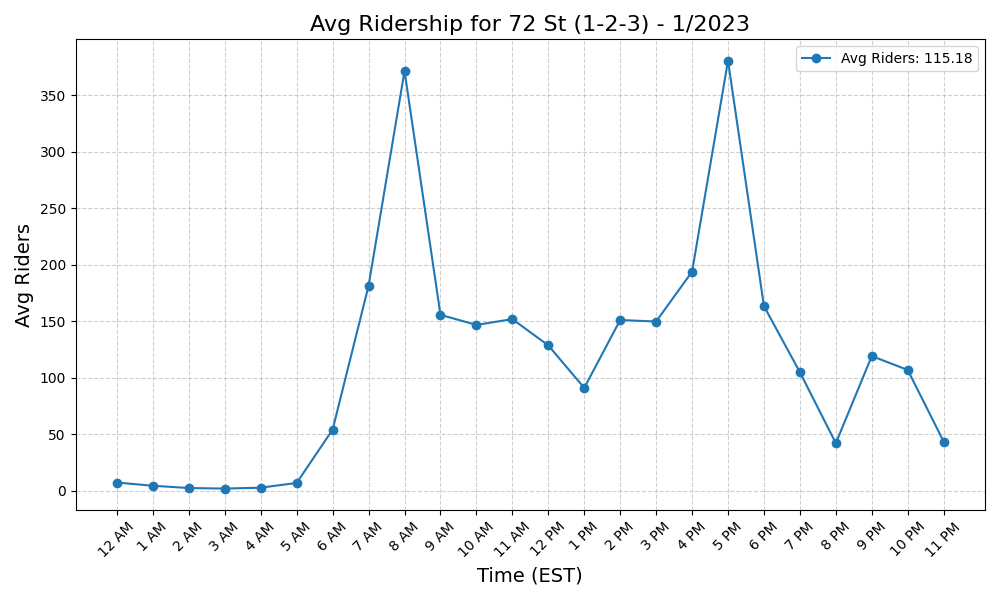 Avg Ridership for 72 St (1-2-3) - 1/2023
Avg Riders: 115.18
Avg Riders
350
300
250
200
150
100
50
0
12 AM
1 AM
2 AM
3 AM
4 AM
5 AM
6 AM
7 AM
8 AM
9 AM
10 AM
11 AM
12 PM
1 PM
2 PM
3 PM
4 PM
5 PM
6 PM
7 PM
8 PM
9 PM
10 PM
11 PM
Time (EST)